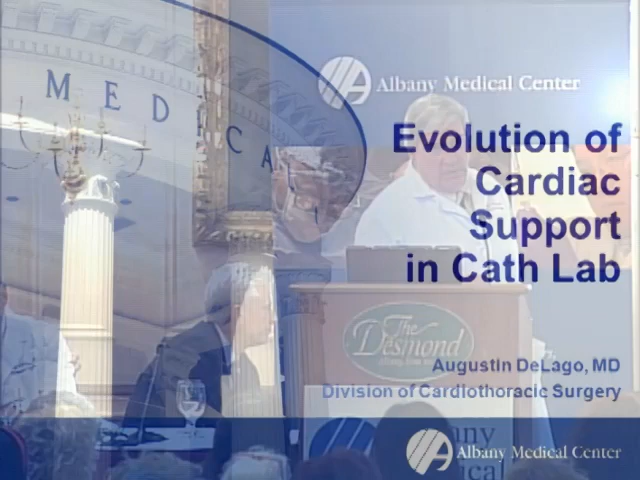 MEDICAL
Albany Medical Center
Evolution of
Cardiac
Support
in Cath Lab
The
Desmond
Augustin DeLago, MD
Division of Cardiothoracic Surgery
Albany Medical Center